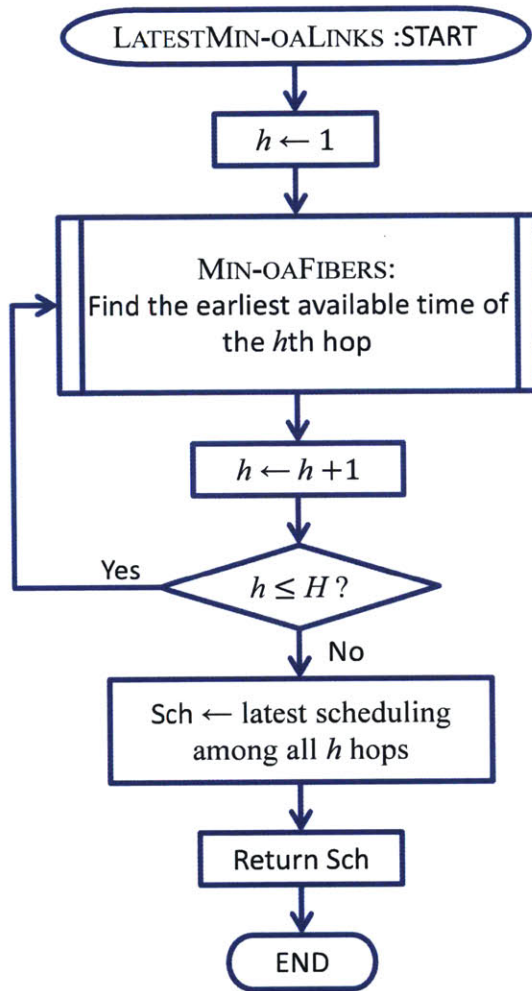 LATESTMIN-OALINKS :START
h ← 1
MIN-OAFIBERS:
Find the earliest available time of
the hth hop
h ← h +1
Yes
h ≤ H ?
No
Sch ← latest scheduling
among all h hops
Return Sch
END